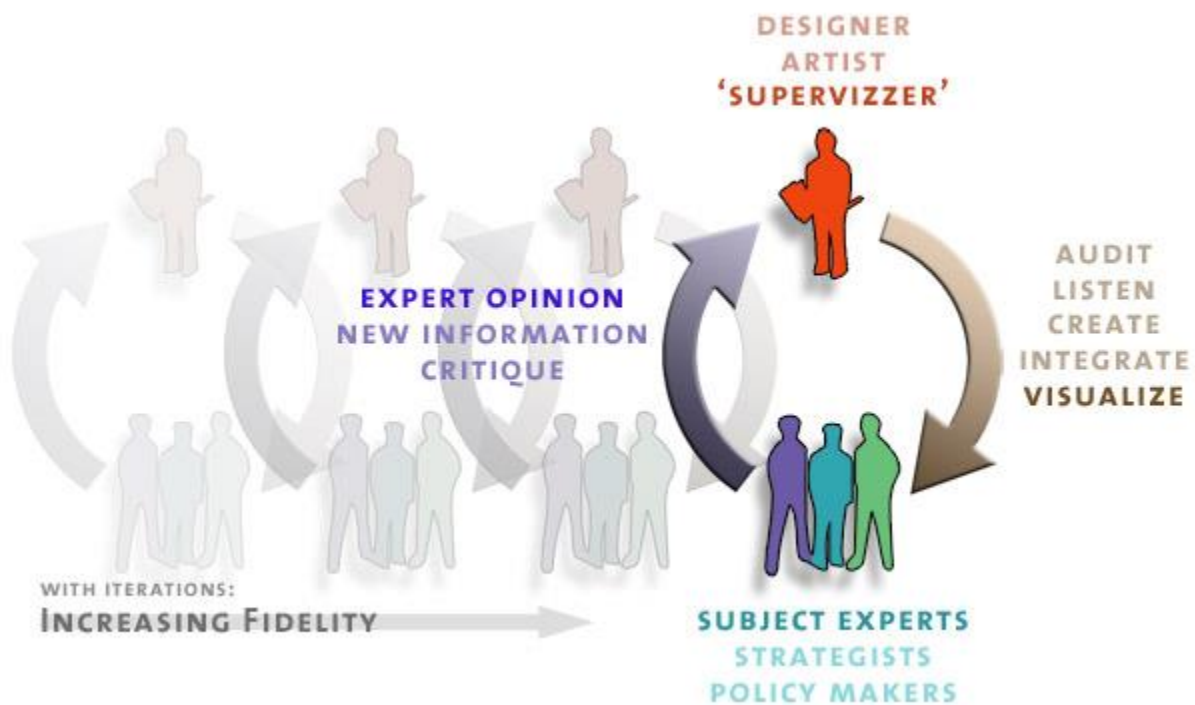 DESIGNER
ARTIST
‘SUPERVIZZER’
EXPERT OPINION
NEW INFORMATION
CRITIQUE
AUDIT
LISTEN
CREATE
INTEGRATE
VISUALIZE
WITH ITERATIONS:
INCREASING FIDELITY
SUBJECT EXPERTS
STRATEGISTS
POLICY MAKERS